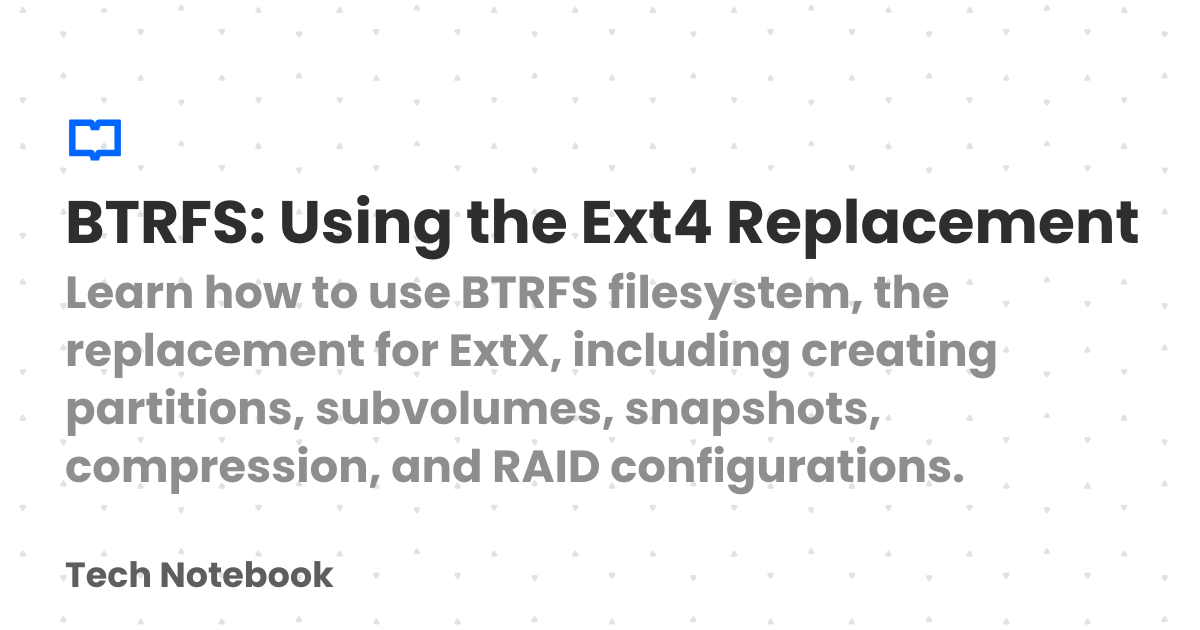 BTRFS: Using the Ext4 Replacement
Learn how to use BTRFS filesystem, the
replacement for ExtX, including creating
partitions, subvolumes, snapshots,
compression, and RAID configurations.
Tech Notebook